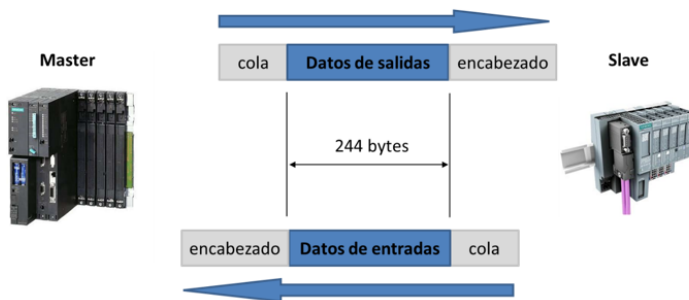 Master
cola
Datos de salidas
encabezado
Slave
244 bytes
encabezado
Datos de entradas
cola